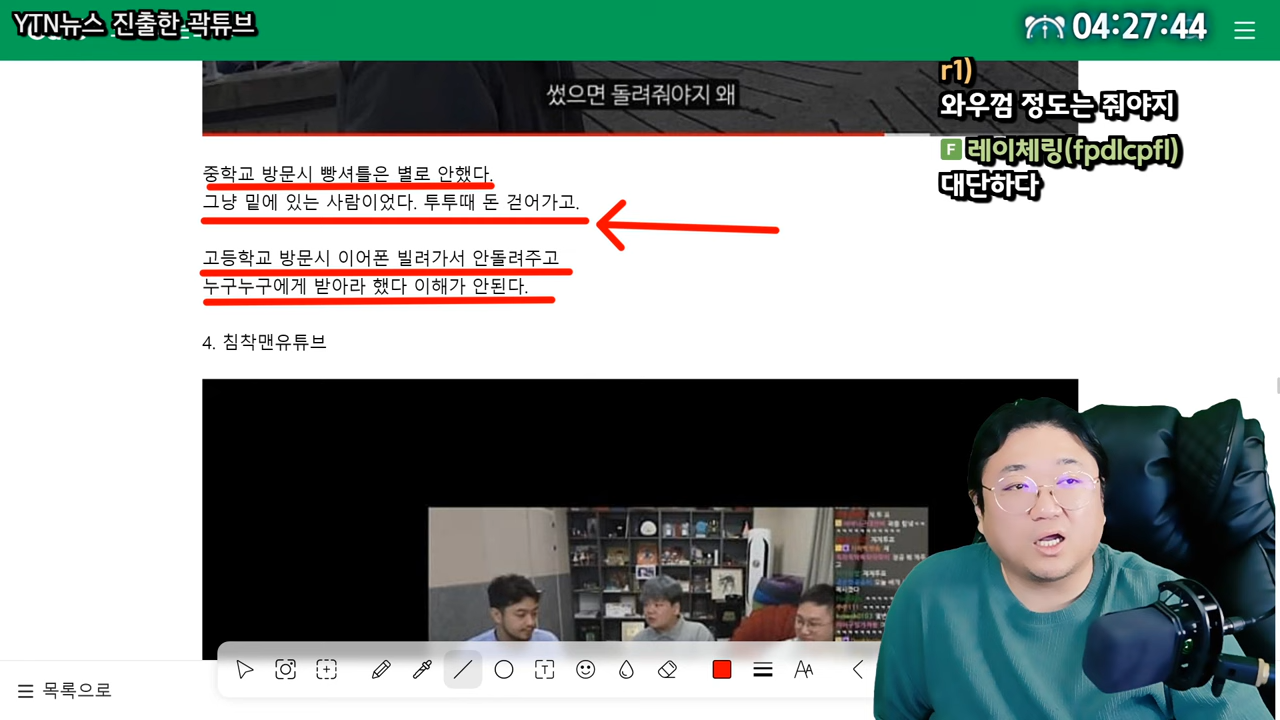 YTN뉴스 진출한 곽튜브
04:27:44
썼으면 돌려줘야지 왜
r1)
와우껌 정도는 줘야지
F 레이체링(fpdlcpfl)
대단하다
중학교 방문시 빵셔틀은 별로 안했다.
그냥 밑에 있는 사람이었다. 투투때 돈 걷어가고.
고등학교 방문시 이어폰 빌려가서 안돌려주고
누구누구에게 받아라 했다 이해가 안된다.
4. 침착맨유튜브
목록으로